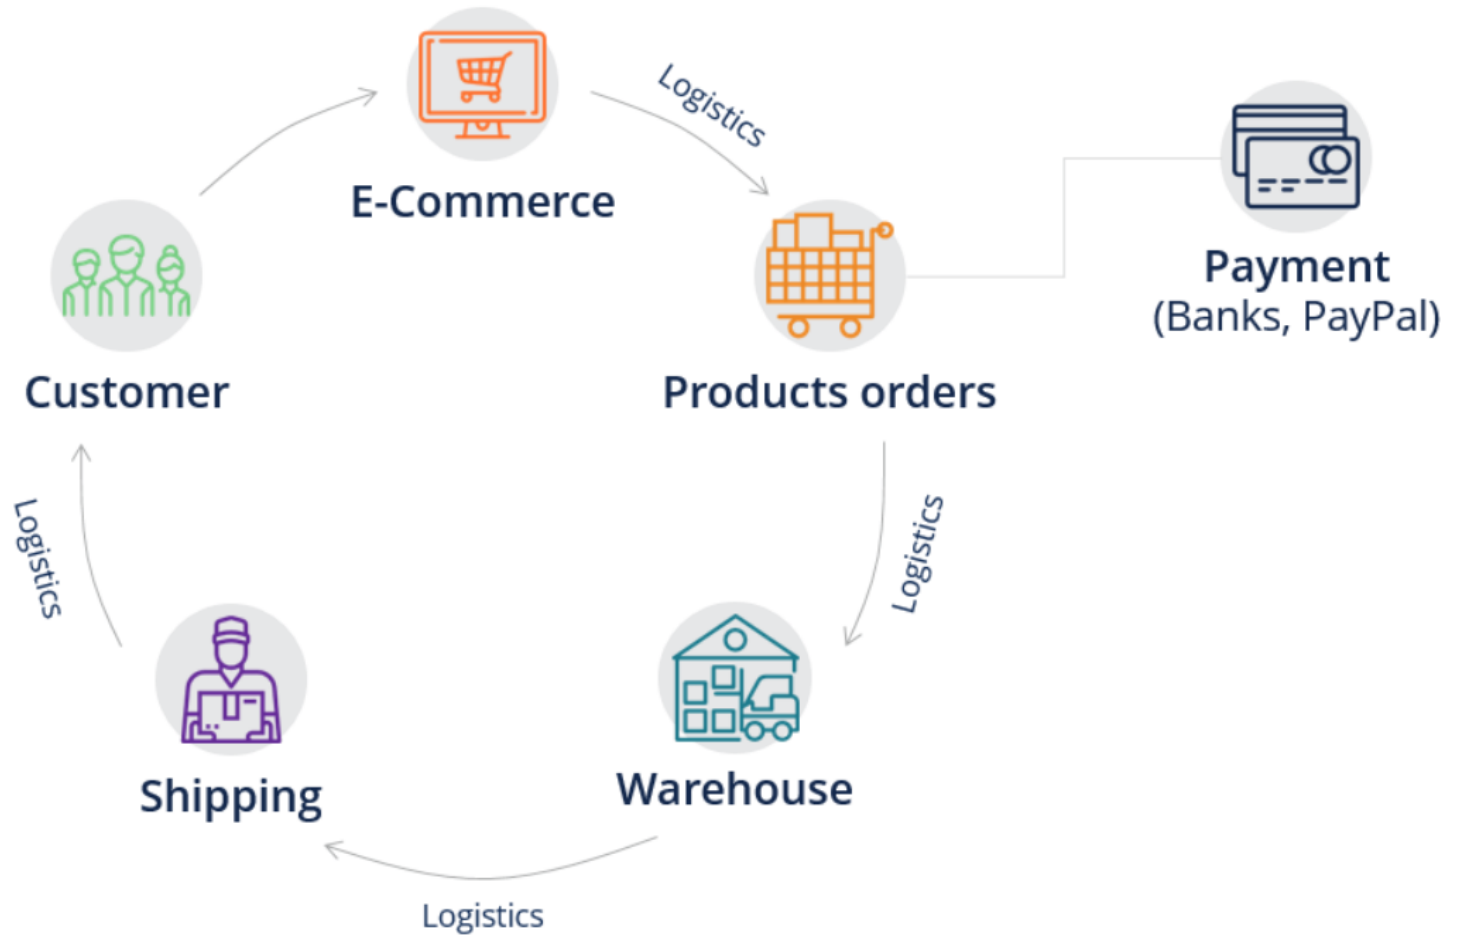 E-Commerce
Logistics
Payment
(Banks, PayPal)
Customer
Products orders
Logistics
Logistics
Shipping
Warehouse
Logistics